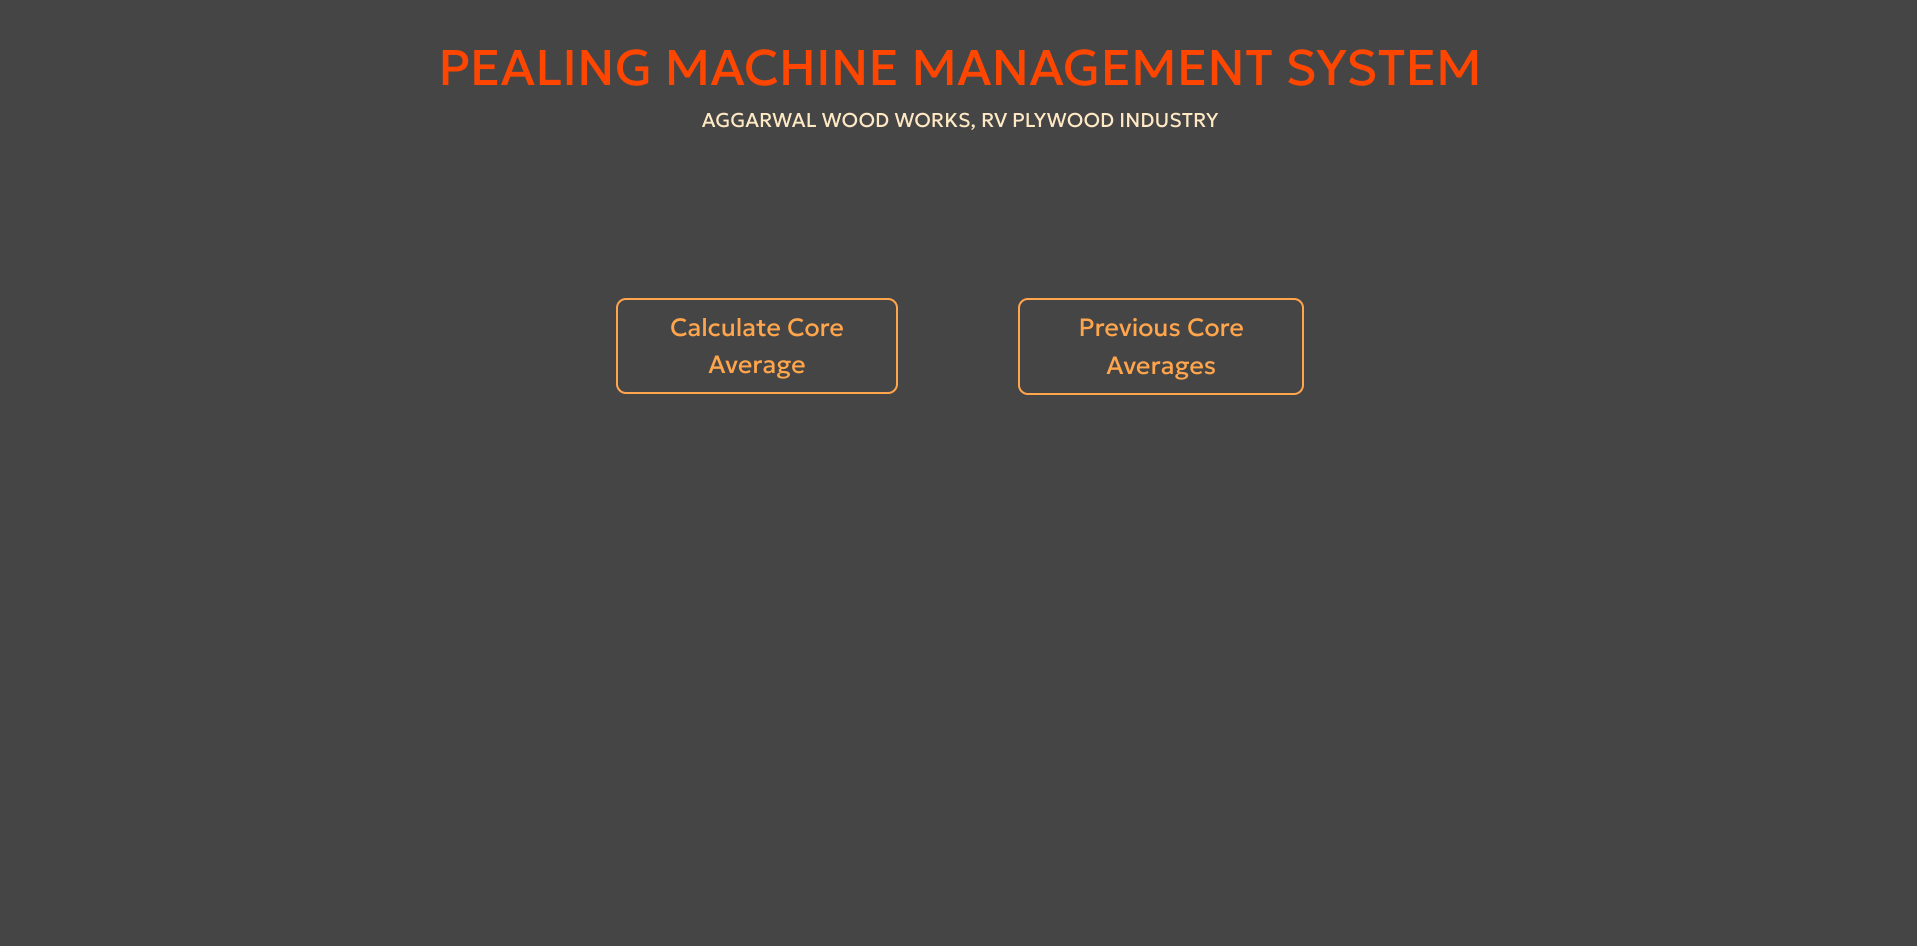 PEALING MACHINE MANAGEMENT SYSTEM
AGGARWAL WOOD WORKS, RV PLYWOOD INDUSTRY
Calculate Core
Average
Previous Core
Averages